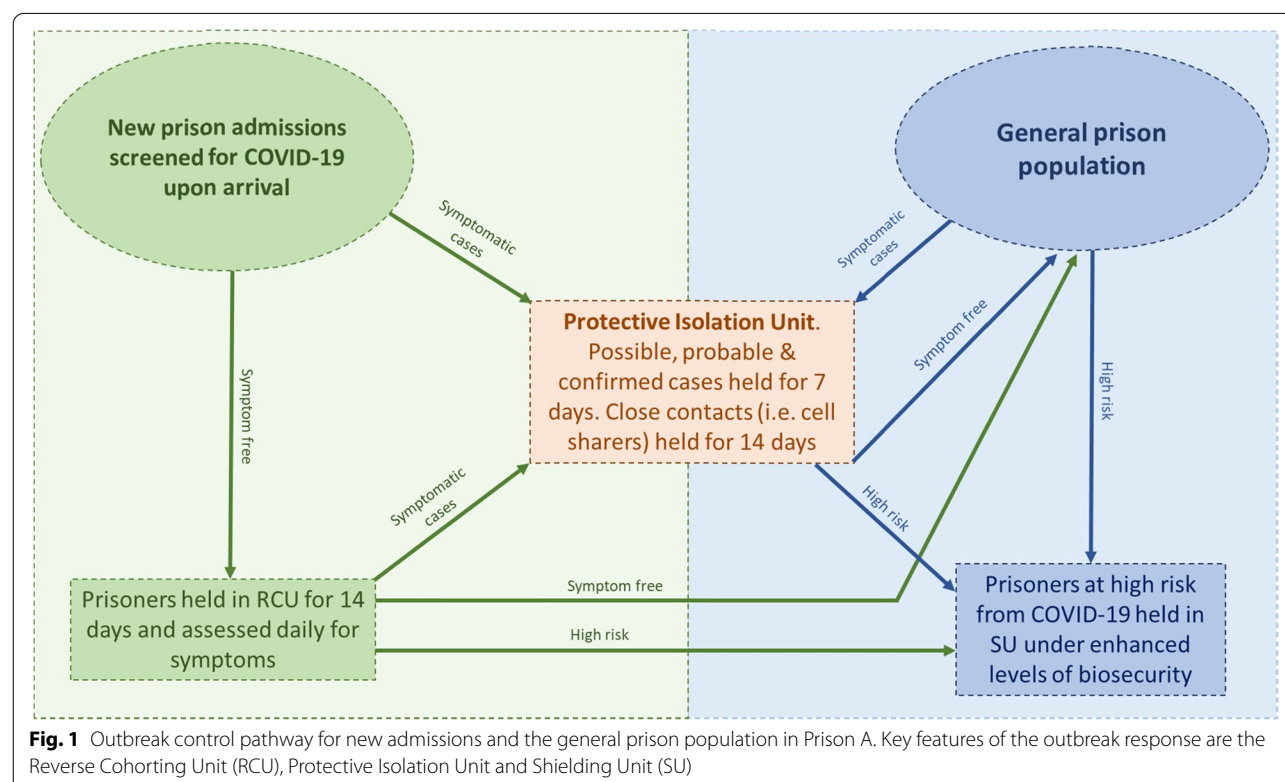 New prison admissions
screened for COVID-19
upon arrival
General prison
population
Symptomatic
cases
Symptomatic
cases
Protective Isolation Unit.
Possible, probable &
confirmed cases held for 7
days. Close contacts (i.e. cell
sharers) held for 14 days
Symptom free
Symptom free
High risk
Symptomatic
cases
High risk
Prisoners held in RCU for 14
days and assessed daily for
symptoms
Symptom free
High risk
Prisoners at high risk
from COVID-19 held in
SU under enhanced
levels of biosecurity
Fig. 1 Outbreak control pathway for new admissions and the general prison population in Prison A. Key features of the outbreak response are the
Reverse Cohorting Unit (RCU), Protective Isolation Unit and Shielding Unit (SU)